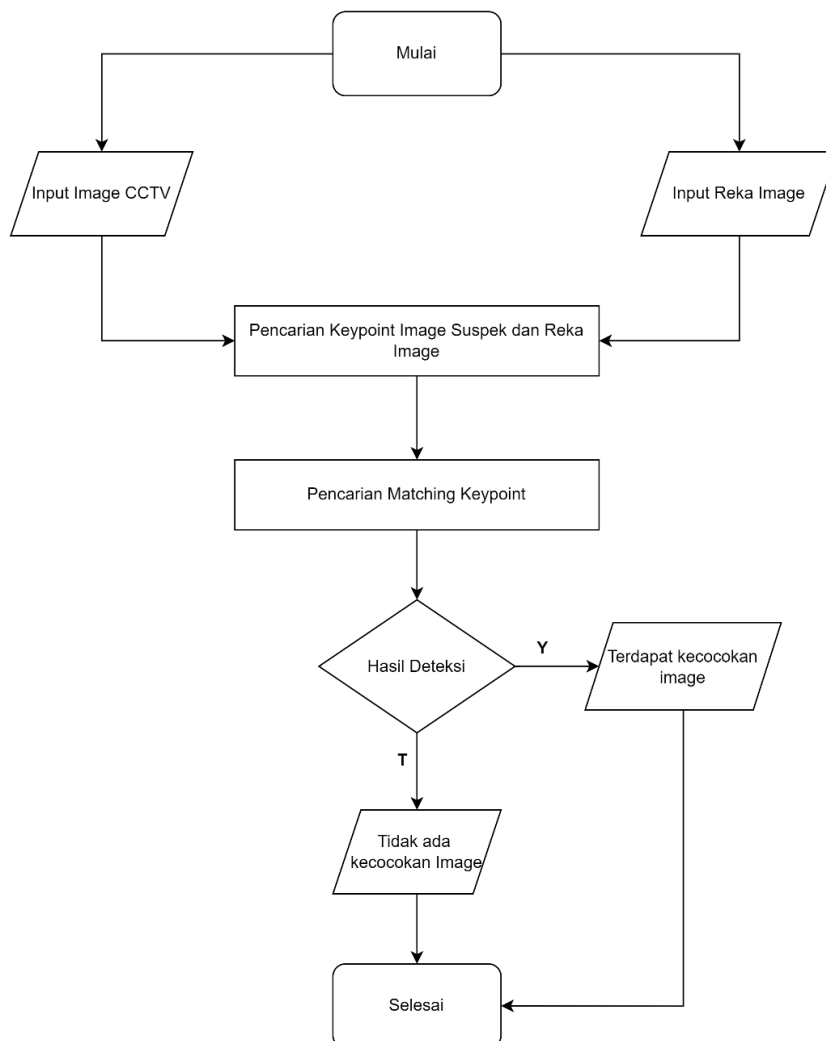 Mulai
Input Image CCTV
Input Reka Image
Pencarian Keypoint Image Suspek dan Reka
Image
Pencarian Matching Keypoint
Hasil Deteksi
Y
Terdapat kecocokan
image
T
Tidak ada
kecocokan Image
Selesai